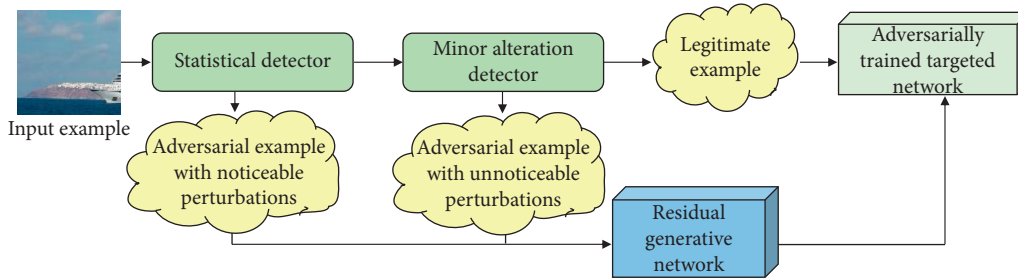 Input example
Statistical detector
Minor alteration
detector
Legitimate
example
Adversarially
trained targeted
network
Adversarial example
with noticeable
perturbations
Adversarial example
with unnoticeable
perturbations
Residual
generative
network